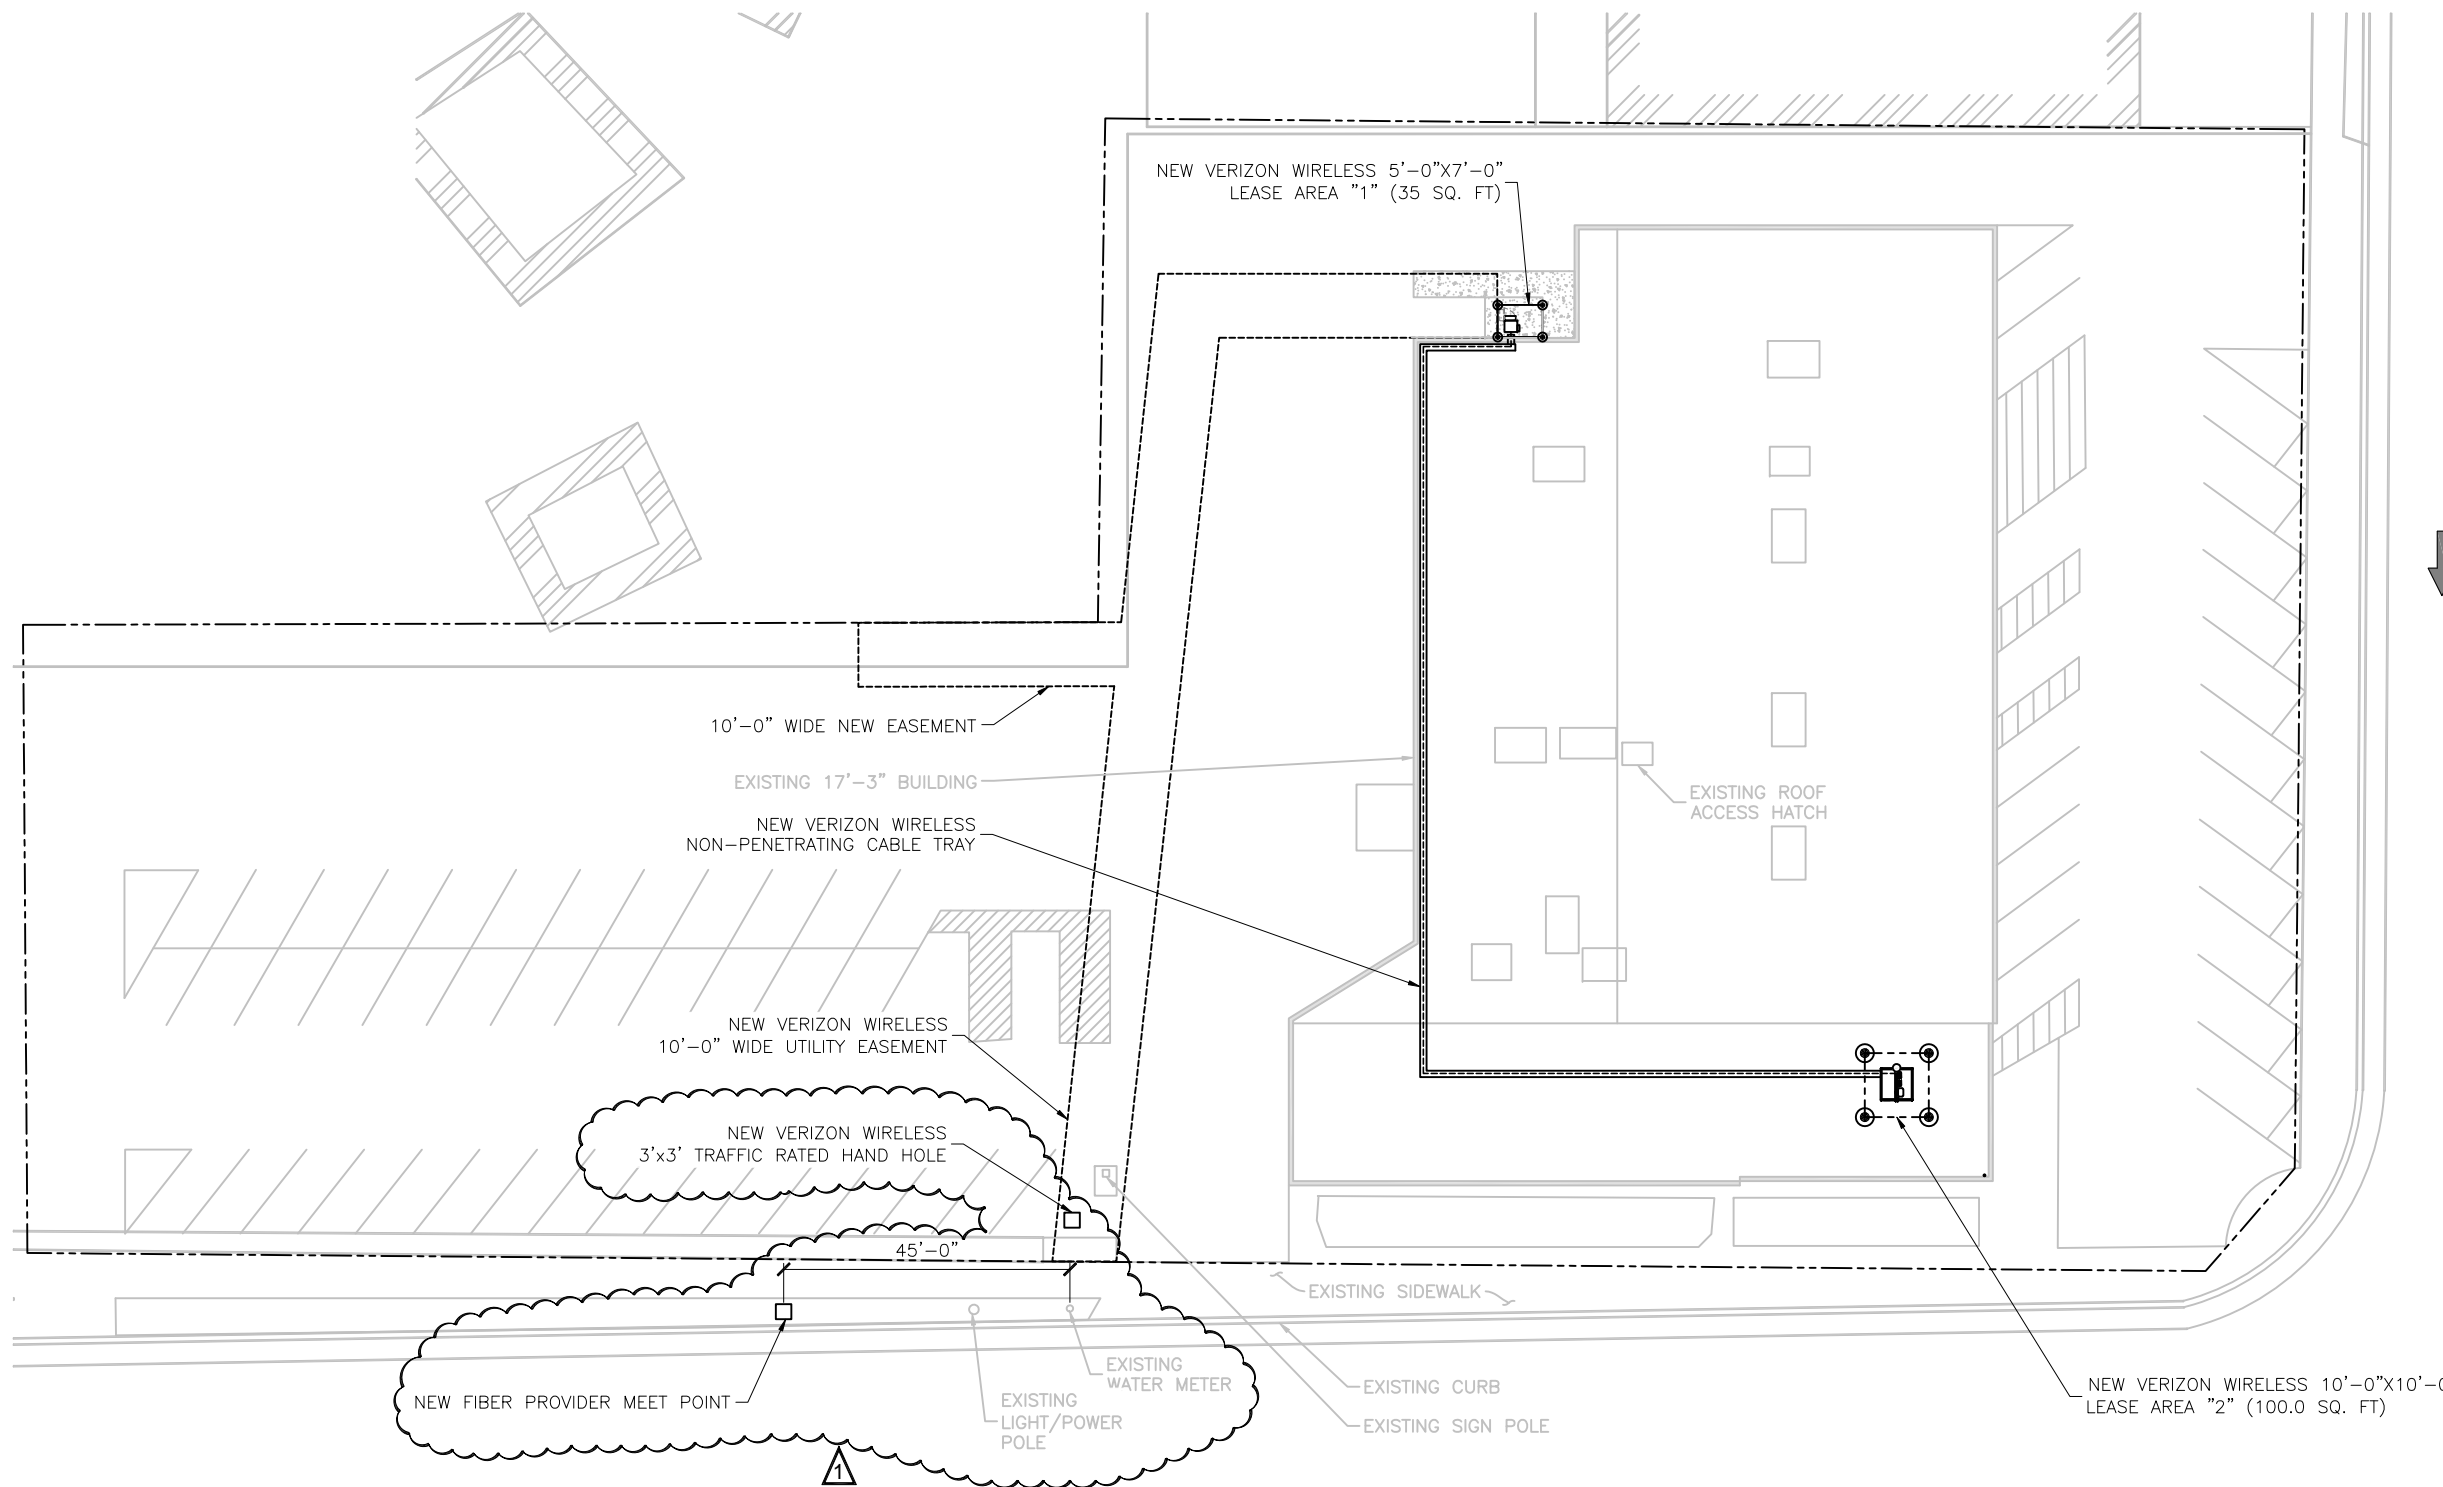 NEW VERIZON WIRELESS 5'-0"X7'-0"
LEASE AREA "1" (35 SQ. FT)
10'-0" WIDE NEW EASEMENT
EXISTING 17'-3" BUILDING
EXISTING ROOF
ACCESS HATCH
NEW VERIZON WIRELESS
NON-PENETRATING CABLE TRAY
NEW VERIZON WIRELESS
10'-0" WIDE UTILITY EASEMENT
NEW VERIZON WIRELESS
3'x3' TRAFFIC RATED HAND HOLE
45'-0"
EXISTING SIDEWALK
EXISTING
WATER METER
EXISTING CURB
NEW VERIZON WIRELESS 10'-0"X10'-0
LEASE AREA "2" (100.0 SQ. FT)
NEW FIBER PROVIDER MEET POINT
EXISTING
LIGHT/POWER
POLE
EXISTING SIGN POLE
1